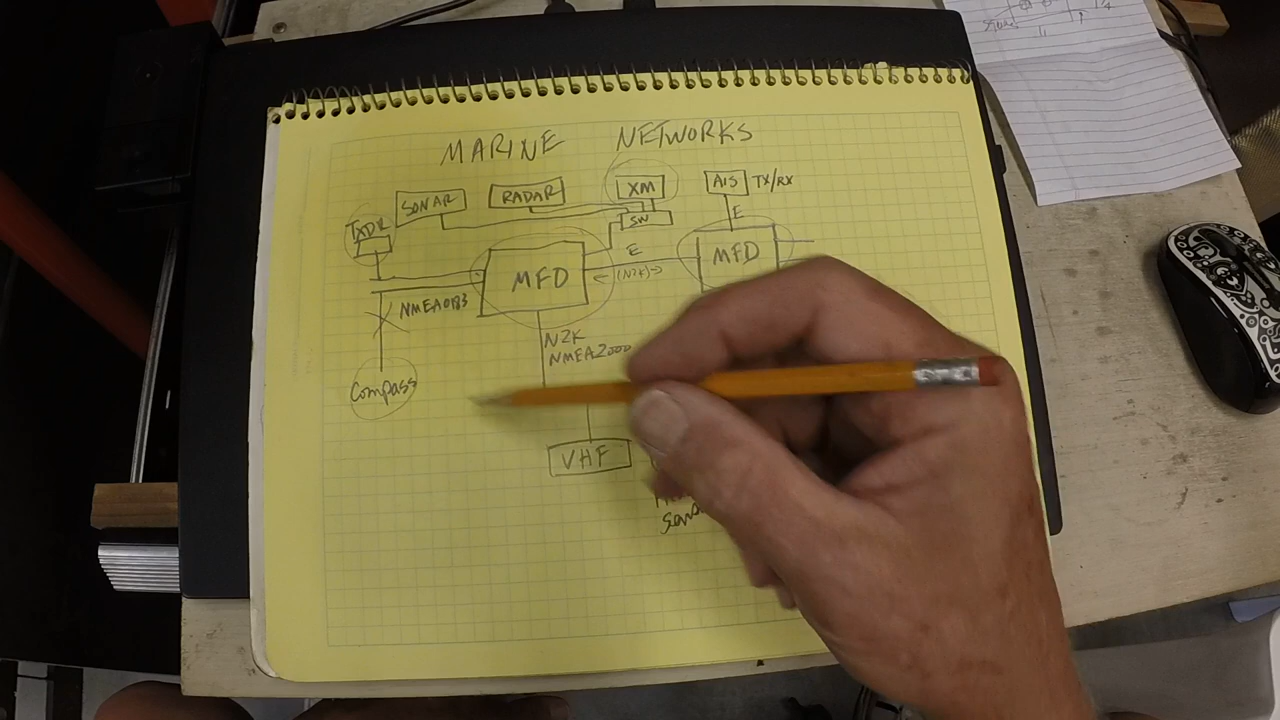 MARINE NETWORKS
SONAR
RADAR
XM
AIS TX/RX
TXDR
SW
E
MFD
E
MFD
(N2K)
NMEA0183
N2K
NMEA2000
Compass
VHF